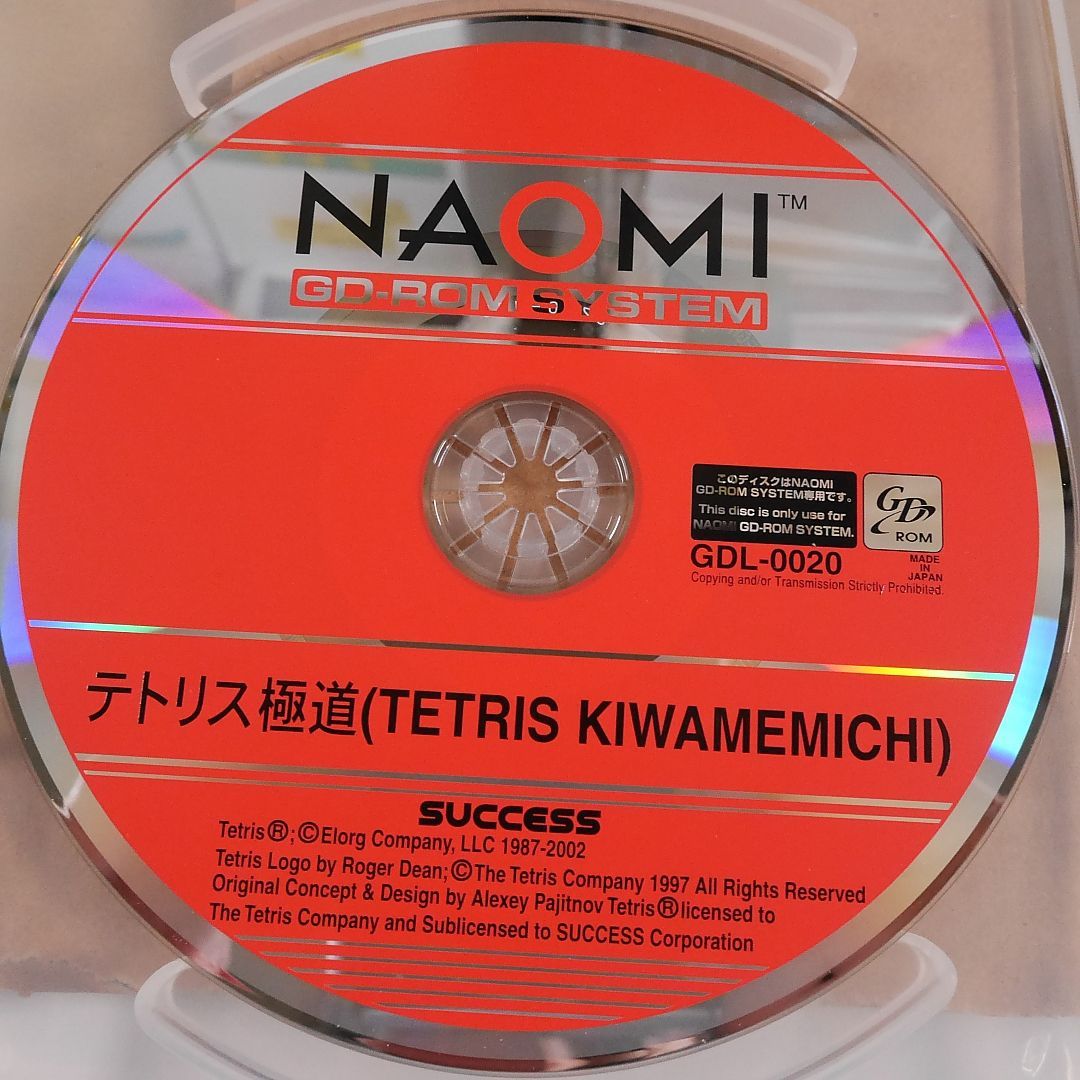 NAOMI™
GD-ROM SYSTEM
このディスクはNAOMI
GD-ROM SYSTEM専用です。
This disc is only use for
NAOMI GD-ROM SYSTEM.
GD
ROM
GDL-0020
MADE
IN
JAPAN
Copying and/or Transmission Strictly Prohibited.
テトリス極道(TETRIS KIWAMEMICHI)
SUCCESS
Tetris®;©Elorg Company, LLC 1987-2002
Tetris Logo by Roger Dean;©The Tetris Company 1997 All Rights Reserved
Original Concept & Design by Alexey Pajitnov Tetris®licensed to
The Tetris Company and Sublicensed to SUCCESS Corporation